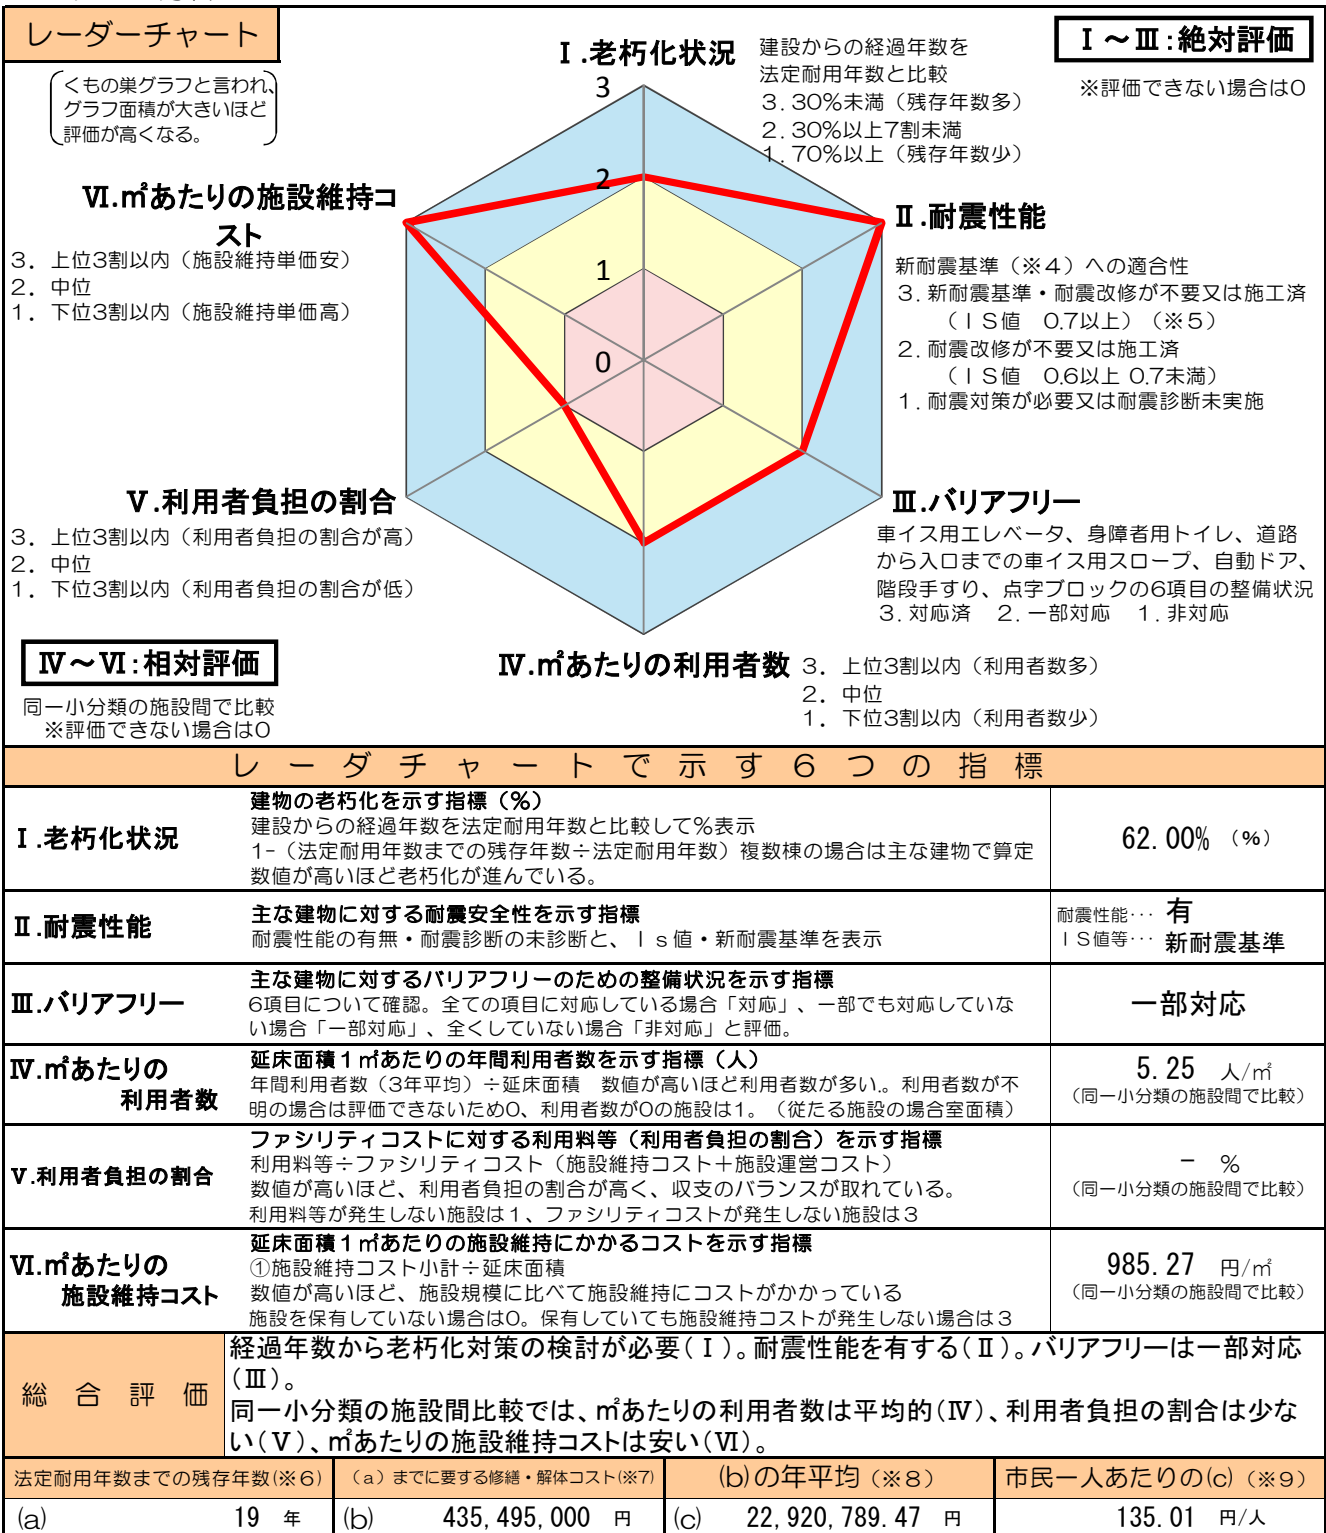 レーダーチャート
くもの巣グラフと言われ、
グラフ面積が大きいほど
評価が高くなる。
Ⅰ.老朽化状況
建設からの経過年数を
法定耐用年数と比較
3.30%未満（残存年数多）
2.30%以上7割未満
1.70%以上（残存年数少）
Ⅰ～Ⅲ:絶対評価
※評価できない場合は0
3
2
1
0
Ⅵ.㎡あたりの施設維持コ
スト
3．上位3割以内（施設維持単価安）
2．中位
1．下位3割以内（施設維持単価高）
Ⅱ.耐震性能
新耐震基準（※4）への適合性
3.新耐震基準・耐震改修が不要又は施工済
（ＩＳ値　0.7以上）（※5）
2.耐震改修が不要又は施工済
（ＩＳ値　0.6以上 0.7未満）
1.耐震対策が必要又は耐震診断未実施
Ⅴ.利用者負担の割合
3．上位3割以内（利用者負担の割合が高）
2．中位
1．下位3割以内（利用者負担の割合が低）
Ⅲ.バリアフリー
車イス用エレベータ、身障者用トイレ、道路
から入口までの車イス用スロープ、自動ドア、
階段手すり、点字ブロックの6項目の整備状況
3.対応済　2.一部対応　1.非対応
Ⅳ～Ⅵ:相対評価
同一小分類の施設間で比較
※評価できない場合は0
Ⅳ.㎡あたりの利用者数
3．上位3割以内（利用者数多）
2．中位
1．下位3割以内（利用者数少）
レーダチャートで示す6つの指標
Ⅰ.老朽化状況
建物の老朽化を示す指標（%）
建設からの経過年数を法定耐用年数と比較して%表示
1-（法定耐用年数までの残存年数÷法定耐用年数）複数棟の場合は主な建物で算定
数値が高いほど老朽化が進んでいる。
62.00% （%）
Ⅱ.耐震性能
主な建物に対する耐震安全性を示す指標
耐震性能の有無・耐震診断の未診断と、Ｉｓ値・新耐震基準を表示
耐震性能… 有
ＩＳ値等… 新耐震基準
Ⅲ.バリアフリー
主な建物に対するバリアフリーのための整備状況を示す指標
6項目について確認。全ての項目に対応している場合「対応」、一部でも対応していな
い場合「一部対応」、全くしていない場合「非対応」と評価。
一部対応
Ⅳ.㎡あたりの
利用者数
延床面積１㎡あたりの年間利用者数を示す指標（人）
年間利用者数（3年平均）÷延床面積　数値が高いほど利用者数が多い。利用者数が不
明の場合は評価できないため0、利用者数が0の施設は1。（従たる施設の場合室面積）
5.25 人/㎡
（同一小分類の施設間で比較）
Ⅴ.利用者負担の割合
ファシリティコストに対する利用料等（利用者負担の割合）を示す指標
利用料等÷ファシリティコスト（施設維持コスト＋施設運営コスト）
数値が高いほど、利用者負担の割合が高く、収支のバランスが取れている。
利用料等が発生しない施設は１、ファシリティコストが発生しない施設は３
－ %
（同一小分類の施設間で比較）
Ⅵ.㎡あたりの
施設維持コスト
延床面積１㎡あたりの施設維持にかかるコストを示す指標
①施設維持コスト小計÷延床面積
数値が高いほど、施設規模に比べて施設維持にコストがかかっている
施設を保有していない場合は0。保有していても施設維持コストが発生しない場合は３
985.27 円/㎡
（同一小分類の施設間で比較）
総合評価
経過年数から老朽化対策の検討が必要(Ⅰ)。耐震性能を有する(Ⅱ)。バリアフリーは一部対応
(Ⅲ)。
同一小分類の施設間比較では、㎡あたりの利用者数は平均的(Ⅳ)、利用者負担の割合は少な
い(Ⅴ)、㎡あたりの施設維持コストは安い(Ⅵ)。
法定耐用年数までの残存年数(※6) （a）までに要する修繕・解体コスト(※7) (b)の年平均（※8） 市民一人あたりの(c)（※9）
(a) 19 年 (b) 435,495,000 円 (c) 22,920,789.47 円 135.01 円/人